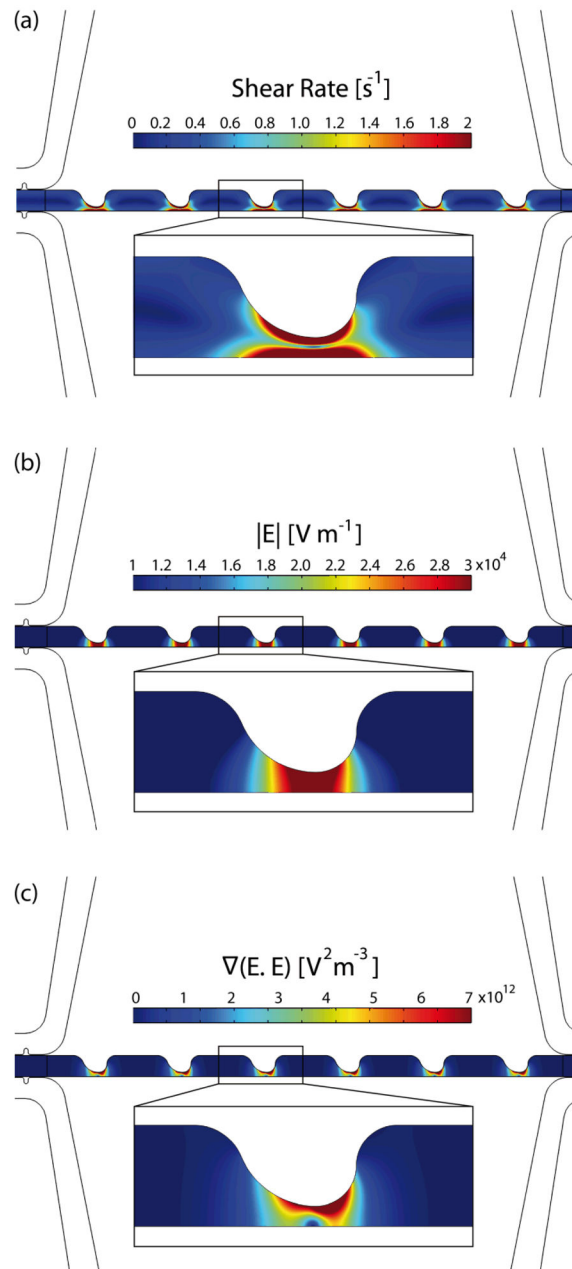 (a)
Shear Rate [s⁻¹]
0 0.2 0.4 0.6 0.8 1.0 1.2 1.4 1.6 1.8 2
(b)
|E| [V m⁻¹]
1 1.2 1.4 1.6 1.8 2.0 2.2 2.4 2.6 2.8 3 x10⁴
(c)
∇(E. E) [V²m⁻³]
0 1 2 3 4 5 6 7 x10¹²